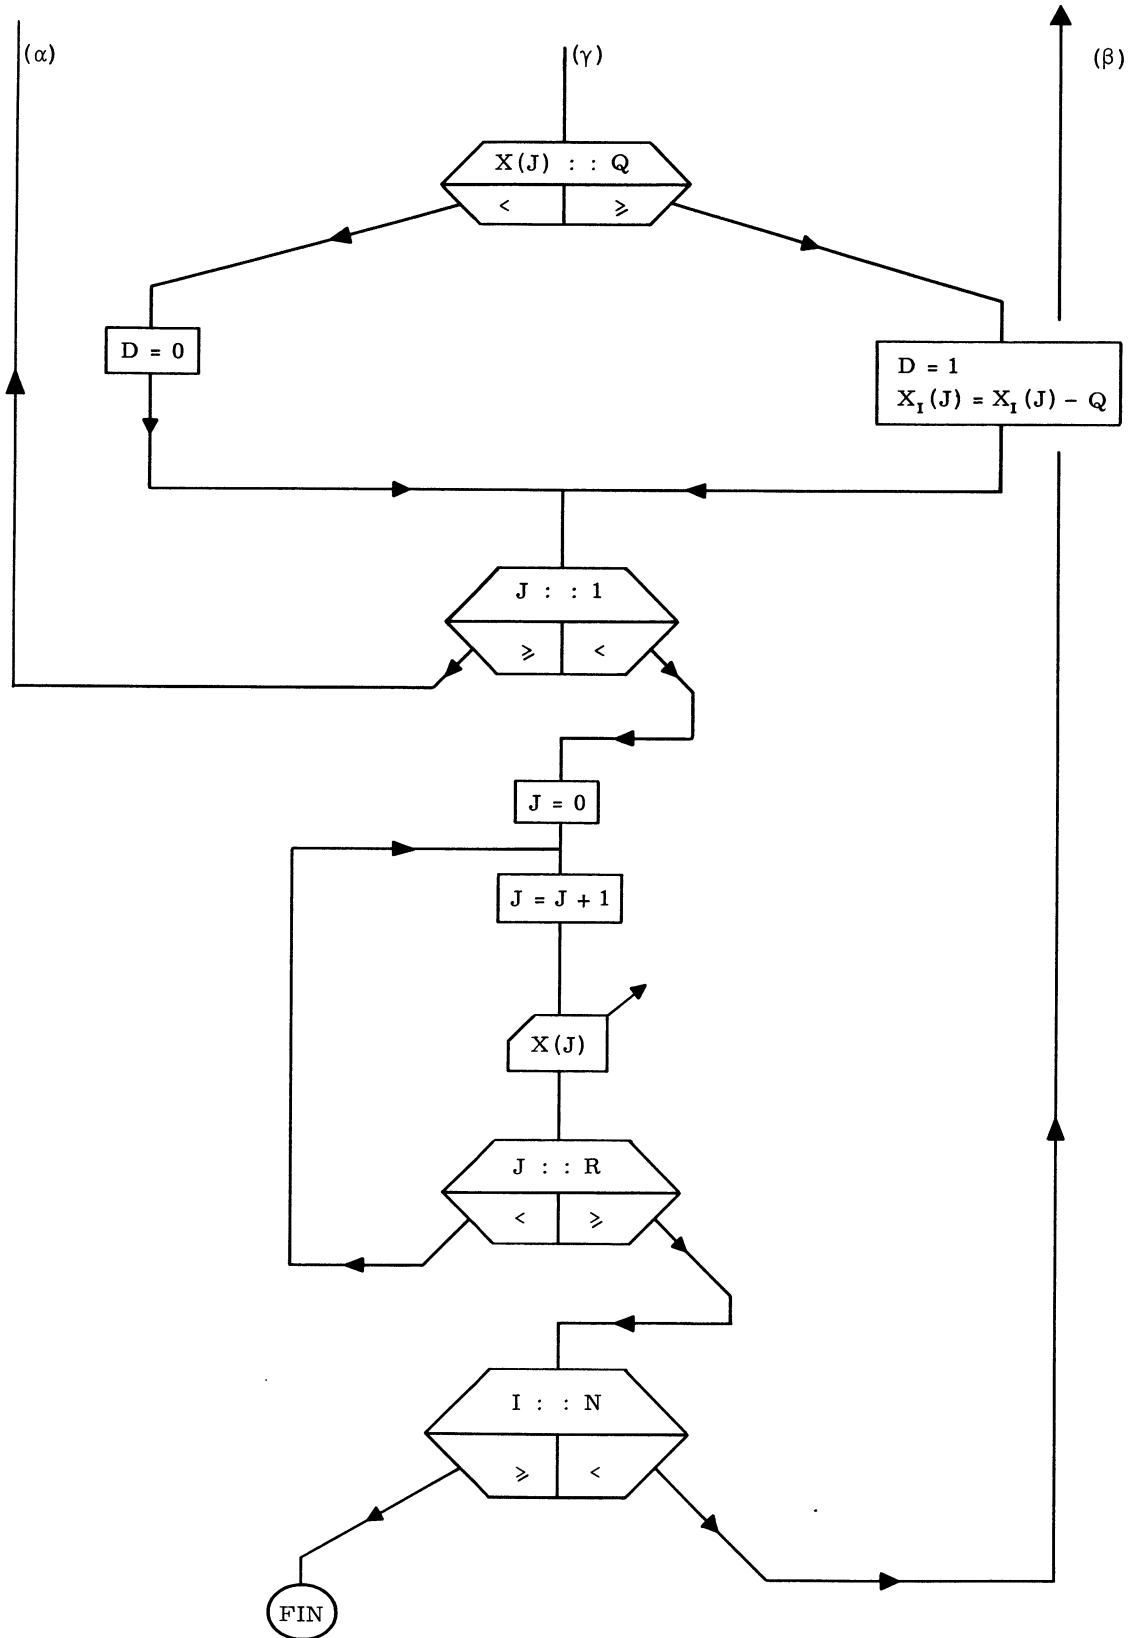 (α)
(γ)
(β)
X(J) : : Q
<
⩾
D = 0
D = 1
X_I(J) = X_I(J) − Q
J : : 1
⩾
<
J = 0
J = J + 1
X(J)
J : : R
<
⩾
I : : N
⩾
<
FIN